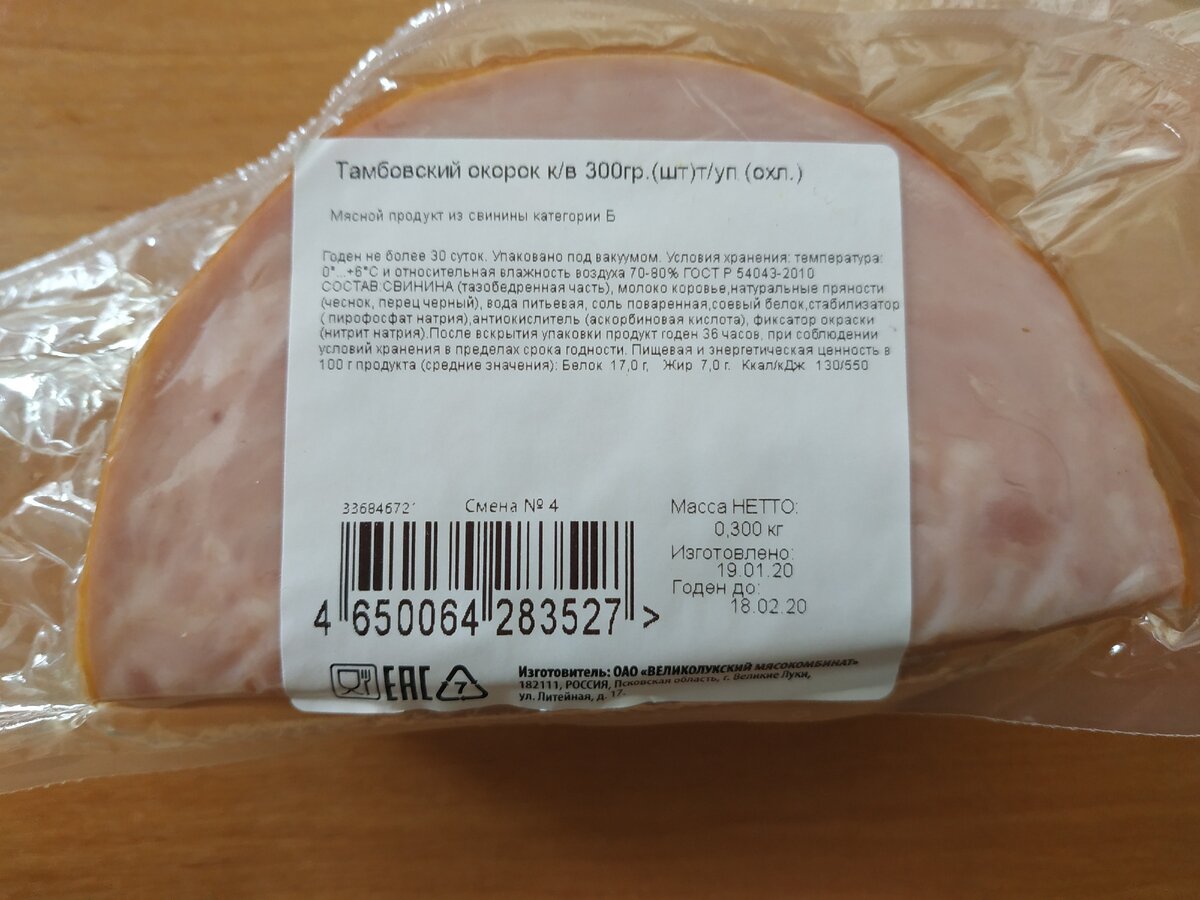 Тамбовский окорок к/в 300гр.(шт)т/уп (охл.)
Мясной продукт из свинины категории Б
Годен не более 30 суток. Упаковано под вакуумом. Условия хранения: температура:
0°...+6°С и относительная влажность воздуха 70-80% ГОСТ Р 54043-2010
СОСТАВ:СВИНИНА (тазобедренная часть), молоко коровье,натуральные пряности
(чеснок, перец черный), вода питьевая, соль поваренная,соевый белок,стабилизатор
( пирофосфат натрия),антиокислитель (аскорбиновая кислота), фиксатор окраски
(нитрит натрия).После вскрытия упаковки продукт годен 36 часов, при соблюдении
условий хранения в пределах срока годности. Пищевая и энергетическая ценность в
100 г продукта (средние значения): Белок 17,0 г, Жир 7,0 г. Ккал/кДж 130/550
33684672 Смена № 4
4 650064 283527 >
Масса НЕТТО:
0,300 кг
Изготовлено:
19.01.20
Годен до:
18.02.20
EAC 7
Изготовитель: ОАО «ВЕЛИКОЛУКСКИЙ МЯСОКОМБИНАТ»
182111, РОССИЯ, Псковская область, г. Великие Луки,
ул. Литейная, д. 17.